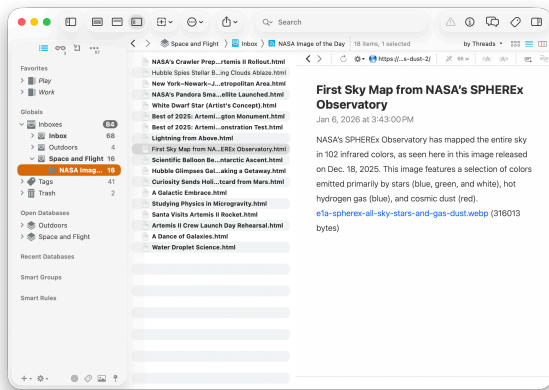 Search
Space and Flight 〉 Inbox 〉 NASA Image of the Day
18 items, 1 selected
by Threads
https://...s-dust-2/
Favorites
Play
Work
Globals
Inboxes 84
Inbox 68
Outdoors 4
Space and Flight 16
NASA Imag... 16
Tags 41
Trash 2
Open Databases
Outdoors
Space and Flight
Recent Databases
Smart Groups
Smart Rules
NASA's Crawler Prep...rtemis II Rollout.html
Hubble Spies Stellar B...ing Clouds Ablaze.html
New York–Newark–J...etropolitan Area.html
NASA's Pandora Sma...ellite Launched.html
White Dwarf Star (Artist's Concept).html
Best of 2025: Artemi...gton Monument.html
Best of 2025: Artemi...onstration Test.html
Lightning from Above.html
First Sky Map from NA...EREx Observatory.html
Scientific Balloon Be...ntarctic Ascent.html
Hubble Glimpses Gal...aking a Getaway.html
Curiosity Sends Holi...tcard from Mars.html
A Galactic Embrace.html
Studying Physics in Microgravity.html
Santa Visits Artemis II Rocket.html
Artemis II Crew Launch Day Rehearsal.html
A Dance of Galaxies.html
Water Droplet Science.html
First Sky Map from NASA's SPHEREx
Observatory
Jan 6, 2026 at 3:43:00 PM
NASA's SPHEREx Observatory has mapped the entire sky
in 102 infrared colors, as seen here in this image released
on Dec. 18, 2025. This image features a selection of colors
emitted primarily by stars (blue, green, and white), hot
hydrogen gas (blue), and cosmic dust (red).
e1a-spherex-all-sky-stars-and-gas-dust.webp (316013
bytes)